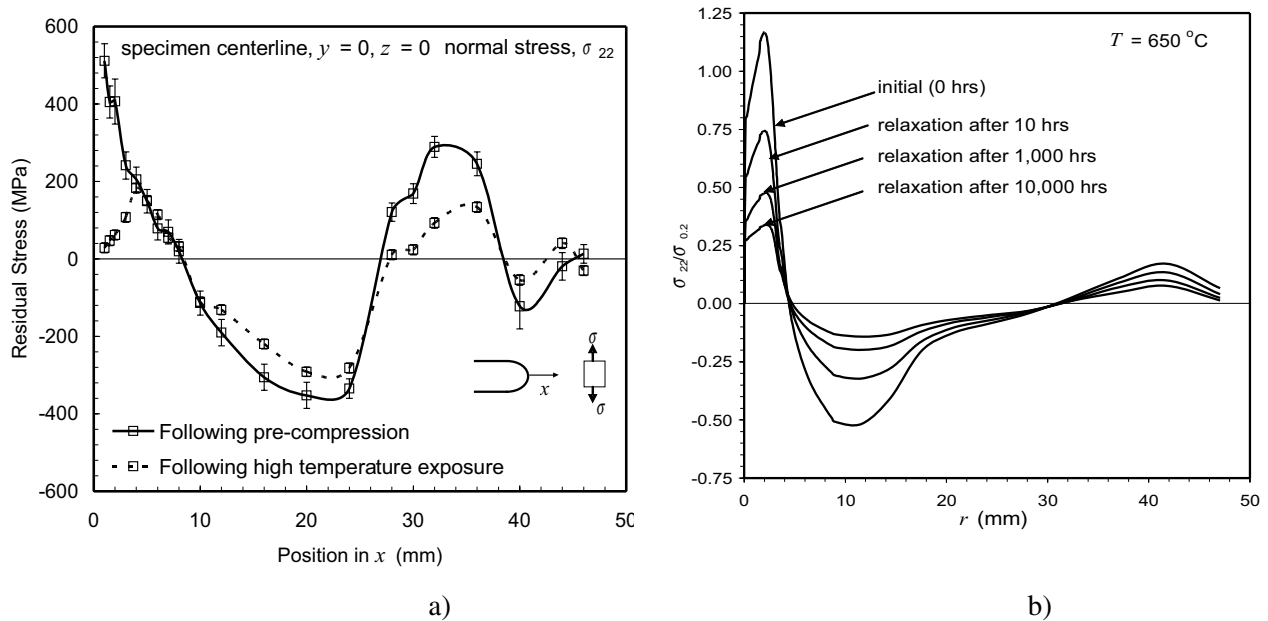 600
400
200
0
-200
-400
-600
Residual Stress (MPa)
specimen centerline, y = 0, z = 0 normal stress, σ 22
σ
x
σ
Following pre-compression
Following high temperature exposure
0 10 20 30 40 50
Position in x (mm)
a)
1.25
1.00
0.75
0.50
0.25
0.00
-0.25
-0.50
-0.75
σ 22/σ 0.2
T = 650 °C
initial (0 hrs)
relaxation after 10 hrs
relaxation after 1,000 hrs
relaxation after 10,000 hrs
0 10 20 30 40 50
r (mm)
b)